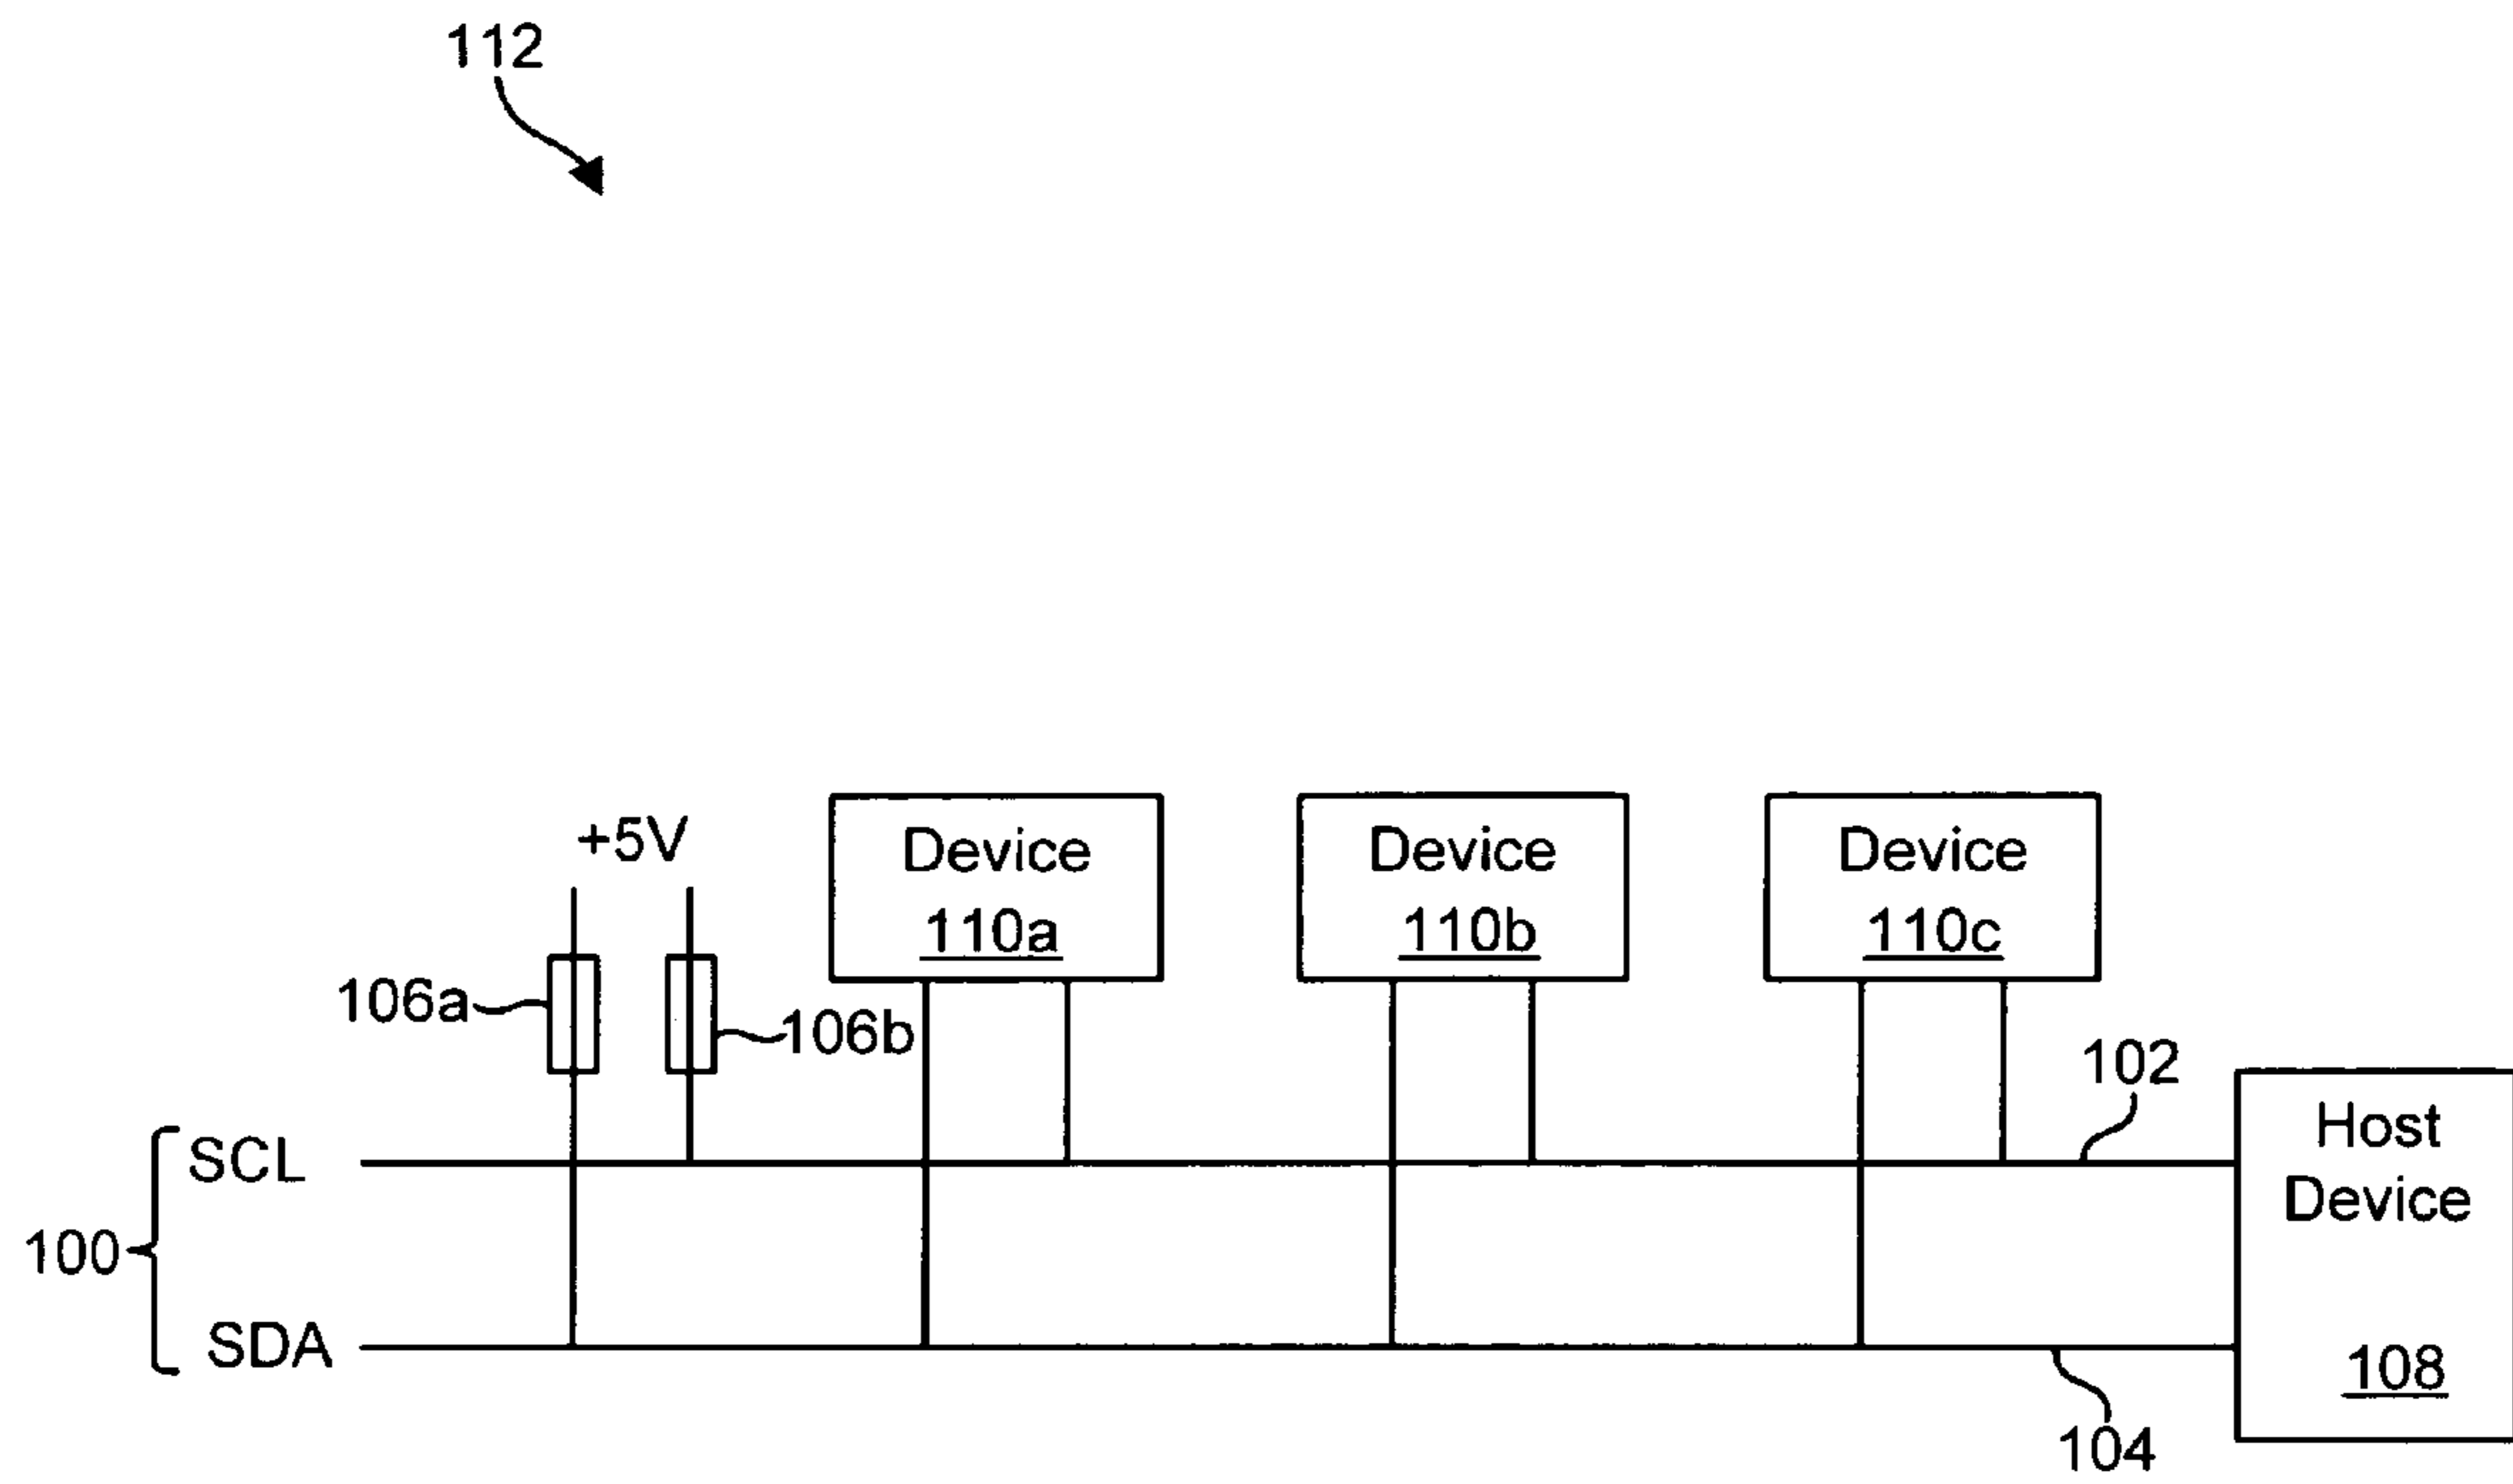 112
+5V
Device
110a
Device
110b
Device
110c
106a
106b
102
SCL
Host
Device
100
SDA
108
104